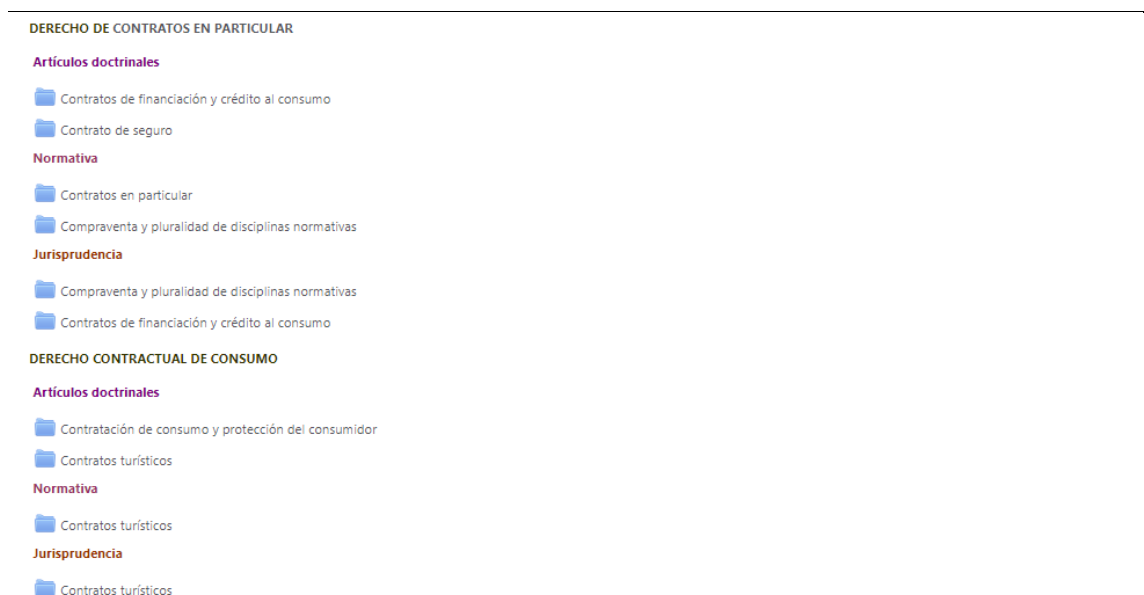 DERECHO DE CONTRATOS EN PARTICULAR
Artículos doctrinales
Contratos de financiación y crédito al consumo
Contrato de seguro
Normativa
Contratos en particular
Compraventa y pluralidad de disciplinas normativas
Jurisprudencia
Compraventa y pluralidad de disciplinas normativas
Contratos de financiación y crédito al consumo
DERECHO CONTRACTUAL DE CONSUMO
Artículos doctrinales
Contratación de consumo y protección del consumidor
Contratos turísticos
Normativa
Contratos turísticos
Jurisprudencia
Contratos turísticos